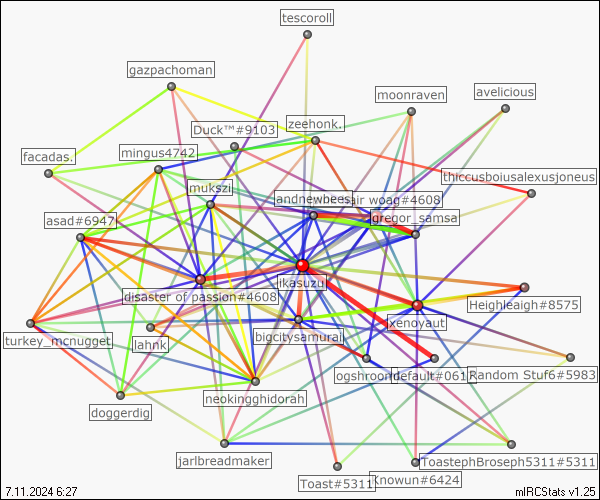 tescoroll
gazpachoman
avelicious
moonraven
Duck™#9103
zeehonk.
mingus4742
facadas.
thiccusboiusalexusjoneus
mukszi
andnewbees
air woag#4608
gregor_samsa
asad#6947
ikasuzu
disaster of passion#4608
Heighleaigh#8575
xenoyaut
turkey_mcnugget
lahnk
bigcitysamurai
ogshroom
default#061
Random Stuf6#5983
neokingghidorah
doggerdig
jarlbreadmaker
ToastephBroseph5311#5311
Toast#5311
Knowun#6424
7.11.2024 6:27
mIRCStats v1.25